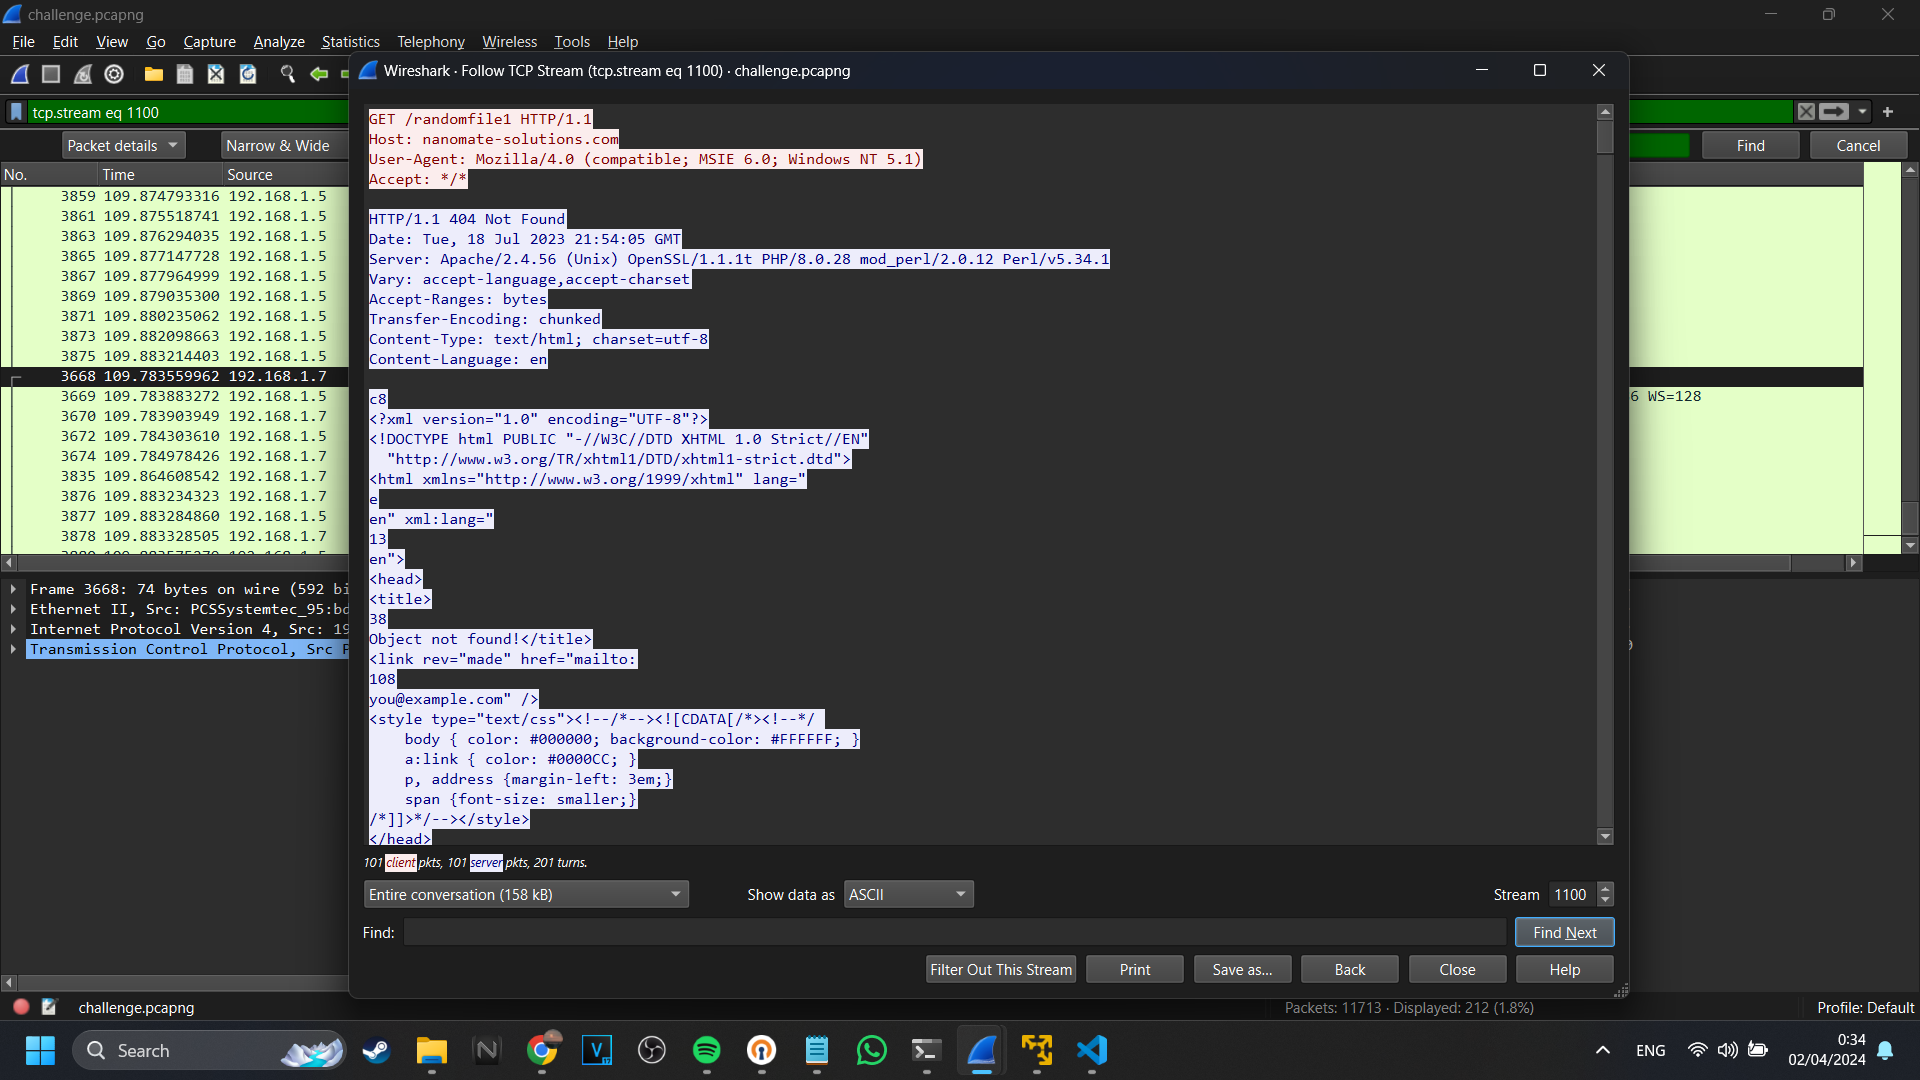 challenge.pcapng
File Edit View Go Capture Analyze Statistics Telephony Wireless Tools Help
Wireshark · Follow TCP Stream (tcp.stream eq 1100) · challenge.pcapng
tcp.stream eq 1100
Packet details Narrow & Wide Find Cancel
No. Time Source
3859 109.874793316 192.168.1.5
3861 109.875518741 192.168.1.5
3863 109.876294035 192.168.1.5
3865 109.877147728 192.168.1.5
3867 109.877964999 192.168.1.5
3869 109.879035300 192.168.1.5
3871 109.880235062 192.168.1.5
3873 109.882098663 192.168.1.5
3875 109.883214403 192.168.1.5
3668 109.783559962 192.168.1.7
3669 109.783883272 192.168.1.5 6 WS=128
3670 109.783903949 192.168.1.7
3672 109.784303610 192.168.1.7
3674 109.784978426 192.168.1.7
3835 109.864608542 192.168.1.7
3876 109.883234323 192.168.1.7
3877 109.883284860 192.168.1.5
3878 109.883328505 192.168.1.7
Frame 3668: 74 bytes on wire (592 bi
Ethernet II, Src: PCSSystemtec_95:bd
Internet Protocol Version 4, Src: 19
Transmission Control Protocol, Src P
GET /randomfile1 HTTP/1.1
Host: nanomate-solutions.com
User-Agent: Mozilla/4.0 (compatible; MSIE 6.0; Windows NT 5.1)
Accept: */*
HTTP/1.1 404 Not Found
Date: Tue, 18 Jul 2023 21:54:05 GMT
Server: Apache/2.4.56 (Unix) OpenSSL/1.1.1t PHP/8.0.28 mod_perl/2.0.12 Perl/v5.34.1
Vary: accept-language,accept-charset
Accept-Ranges: bytes
Transfer-Encoding: chunked
Content-Type: text/html; charset=utf-8
Content-Language: en
c8
<?xml version="1.0" encoding="UTF-8"?>
<!DOCTYPE html PUBLIC "-//W3C//DTD XHTML 1.0 Strict//EN"
"http://www.w3.org/TR/xhtml1/DTD/xhtml1-strict.dtd">
<html xmlns="http://www.w3.org/1999/xhtml" lang="
e
en" xml:lang="
13
en">
<head>
<title>
38
Object not found!</title>
<link rev="made" href="mailto:
108
you@example.com" />
<style type="text/css"><!--/*--><![CDATA[/*><!--*/
body { color: #000000; background-color: #FFFFFF; }
a:link { color: #0000CC; }
p, address {margin-left: 3em;}
span {font-size: smaller;}
/*]]>*/--></style>
</head>
101 client pkts, 101 server pkts, 201 turns.
Entire conversation (158 kB) Show data as ASCII Stream 1100
Find: Find Next
Filter Out This Stream Print Save as... Back Close Help
challenge.pcapng Packets: 11713 · Displayed: 212 (1.8%) Profile: Default
Search ENG 0:34
02/04/2024